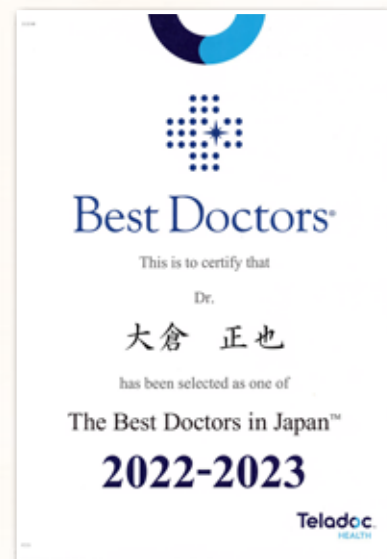 Best Doctors®
This is to certify that
Dr.
大倉 正也
has been selected as one of
The Best Doctors in Japan™
2022-2023
Teladoc.
HEALTH